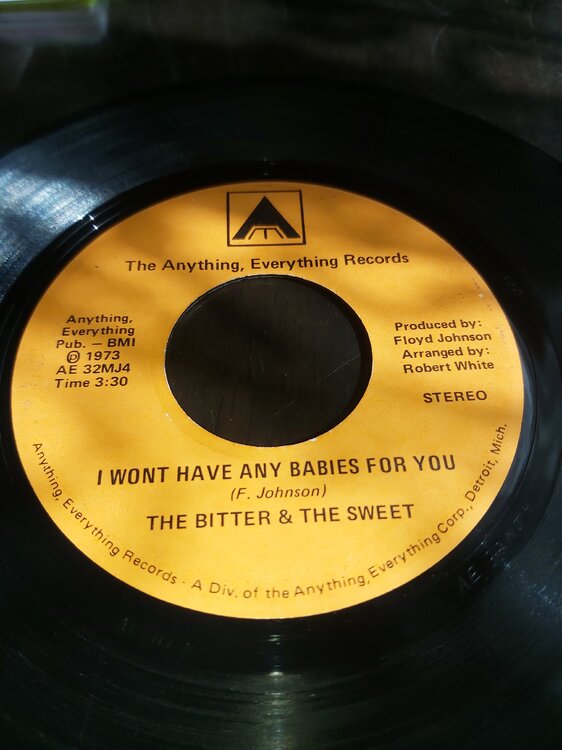 The Anything, Everything Records
Anything,
Everything
Pub. – BMI
℗ 1973
AE 32MJ4
Time 3:30
Produced by:
Floyd Johnson
Arranged by:
Robert White
STEREO
I WONT HAVE ANY BABIES FOR YOU
(F. Johnson)
THE BITTER & THE SWEET
Anything, Everything Records - A Div. of the Anything, Everything Corp., Detroit, Mich.